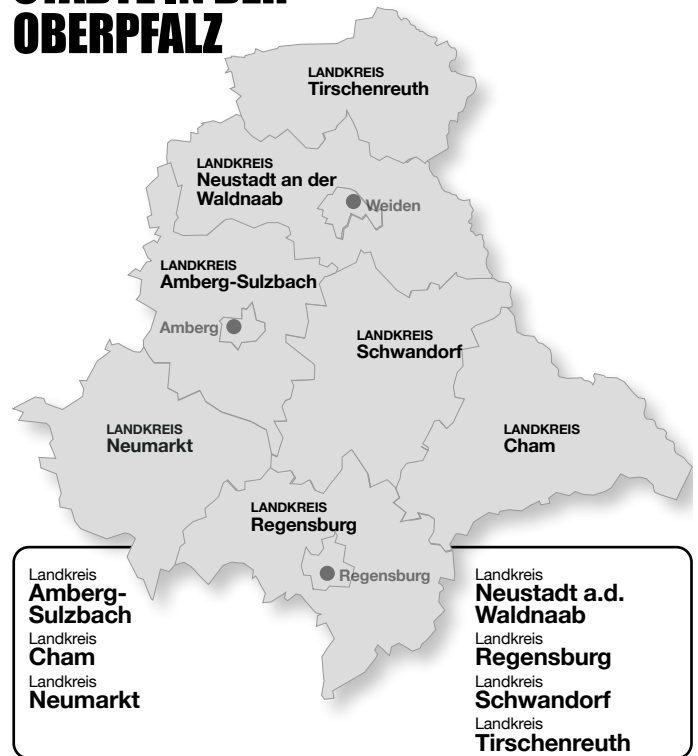 OBERPFALZ
LANDKREIS
Tirschenreuth
LANDKREIS
Neustadt an der
Waldnaab
Weiden
LANDKREIS
Amberg-Sulzbach
Amberg
LANDKREIS
Schwandorf
LANDKREIS
Neumarkt
LANDKREIS
Cham
LANDKREIS
Regensburg
Regensburg
Landkreis
Amberg-
Sulzbach
Landkreis
Cham
Landkreis
Neumarkt
Landkreis
Neustadt a.d.
Waldnaab
Landkreis
Regensburg
Landkreis
Schwandorf
Landkreis
Tirschenreuth